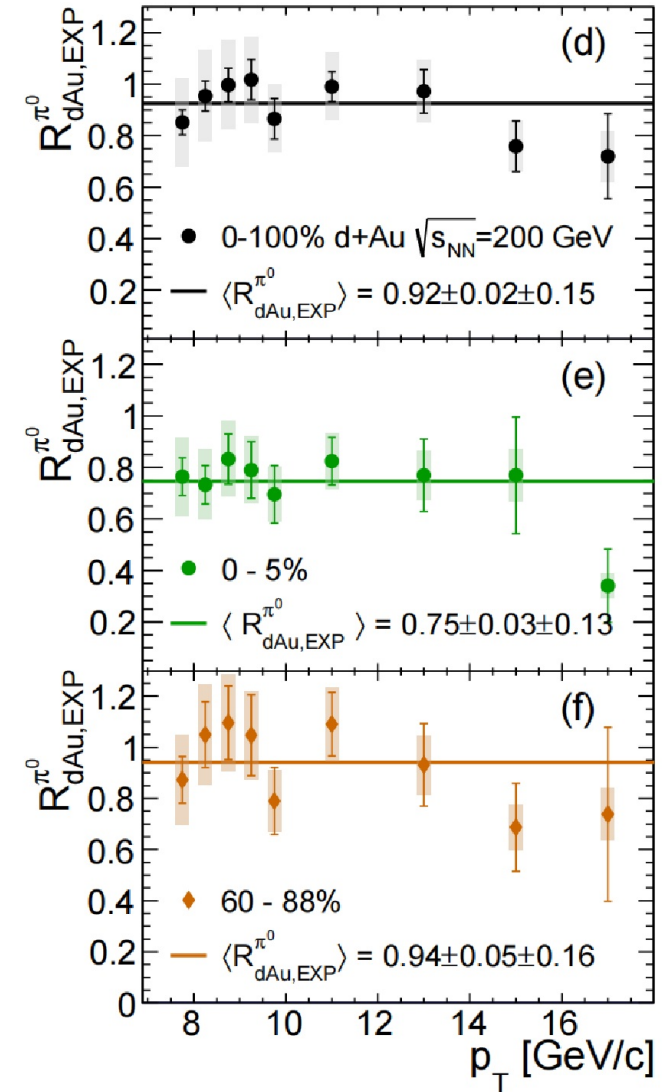 R^{π^0}_{dAu,EXP}
1.2
1
0.8
0.6
0.4
0.2
(d)
0-100% d+Au √s_{NN}=200 GeV
⟨R^{π^0}_{dAu,EXP}⟩ = 0.92±0.02±0.15
R^{π^0}_{dAu,EXP}
1.2
1
0.8
0.6
0.4
0.2
(e)
0 - 5%
⟨ R^{π^0}_{dAu,EXP} ⟩ = 0.75±0.03±0.13
R^{π^0}_{dAu,EXP}
1.2
1
0.8
0.6
0.4
0.2
0
(f)
60 - 88%
⟨R^{π^0}_{dAu,EXP}⟩ = 0.94±0.05±0.16
8 10 12 14 16
p_T [GeV/c]